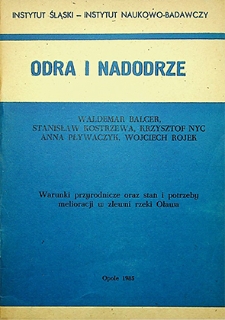 INSTYTUT ŚLĄSKI – INSTYTUT NAUKOWO-BADAWCZY
ODRA I NADODRZE
WALDEMAR BALCER,
STANISŁAW KOSTRZEWA, KRZYSZTOF NYC
ANNA PŁYWACZYK, WOJCIECH ROJEK
Warunki przyrodnicze oraz stan i potrzeby
melioracji w zlewni rzeki Oława
Opole 1983